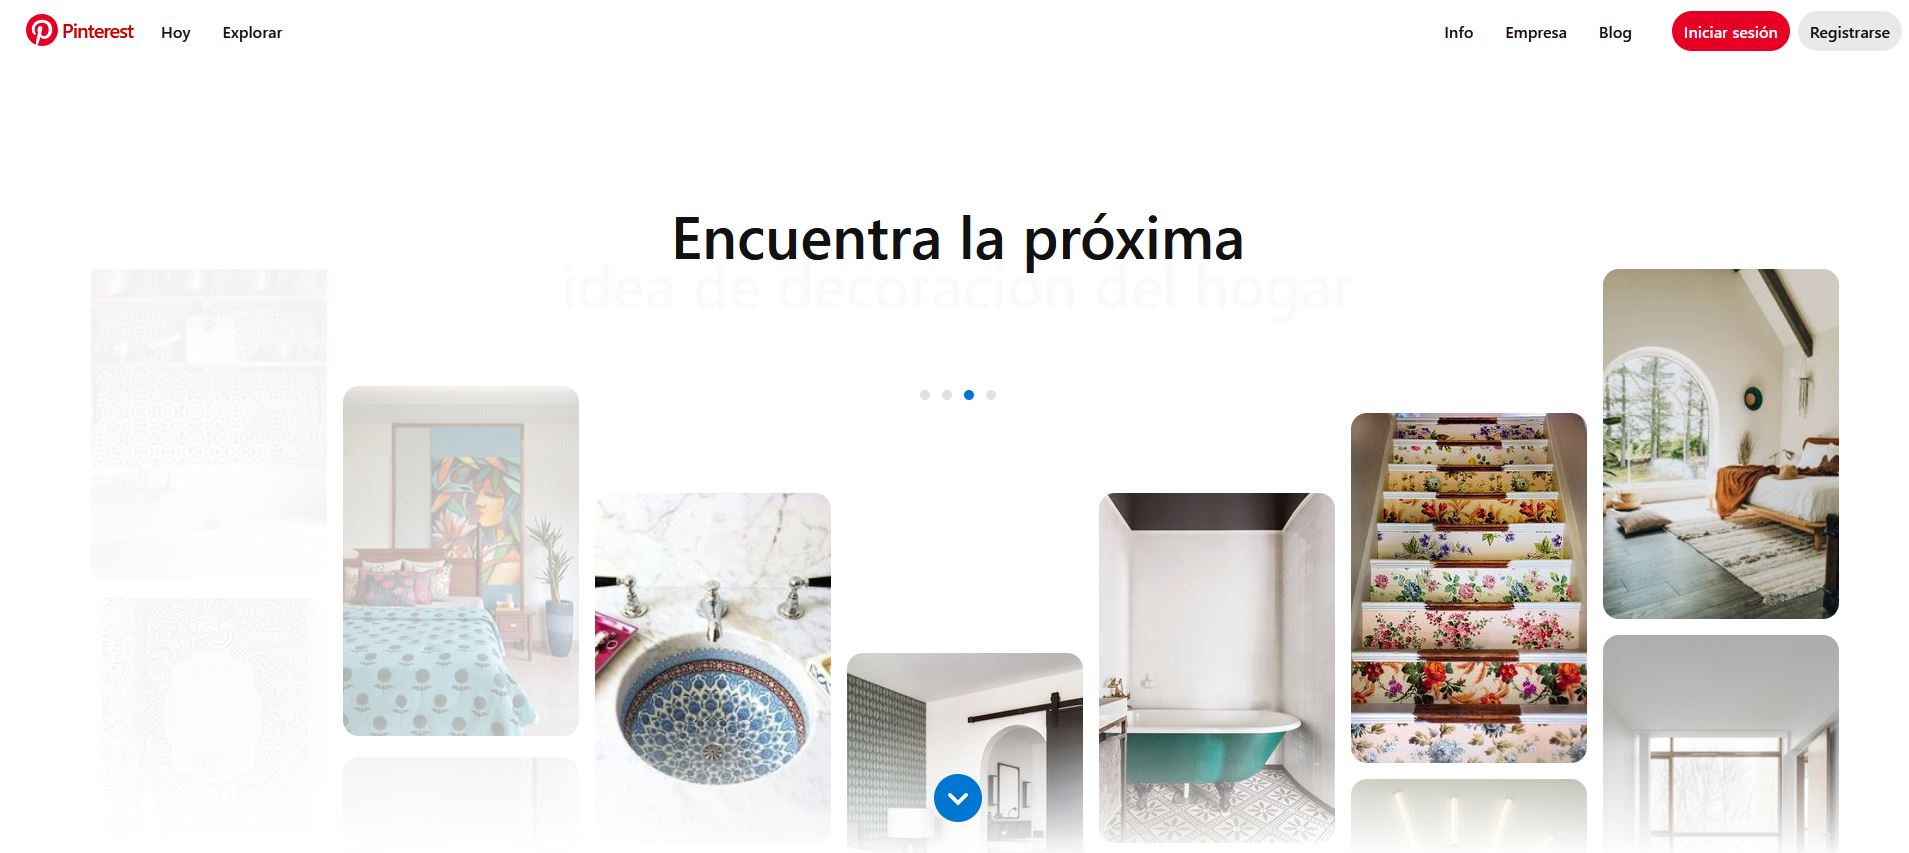 Pinterest
Hoy
Explorar
Info
Empresa
Blog
Iniciar sesión
Registrarse
Encuentra la próxima
idea de decoración del hogar